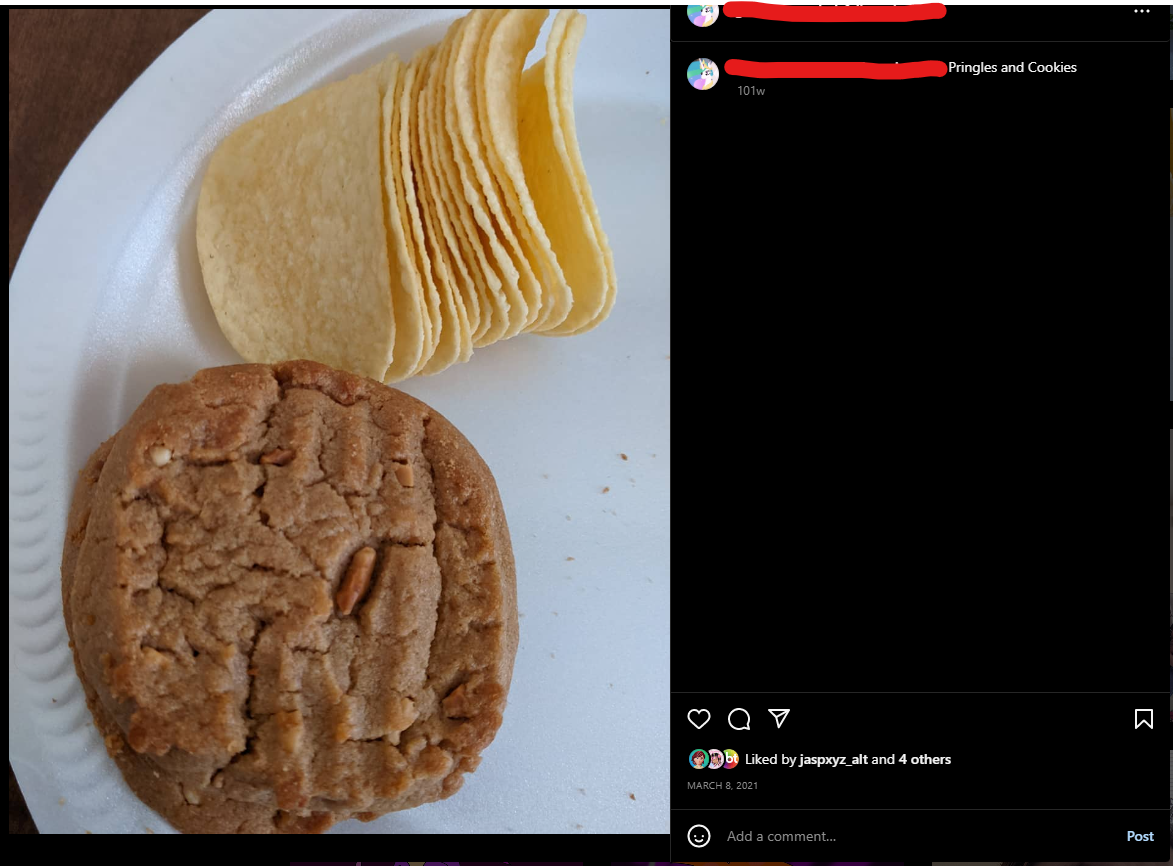 Pringles and Cookies
101w
Liked by jaspxyz_alt and 4 others
MARCH 8, 2021
Add a comment...
Post